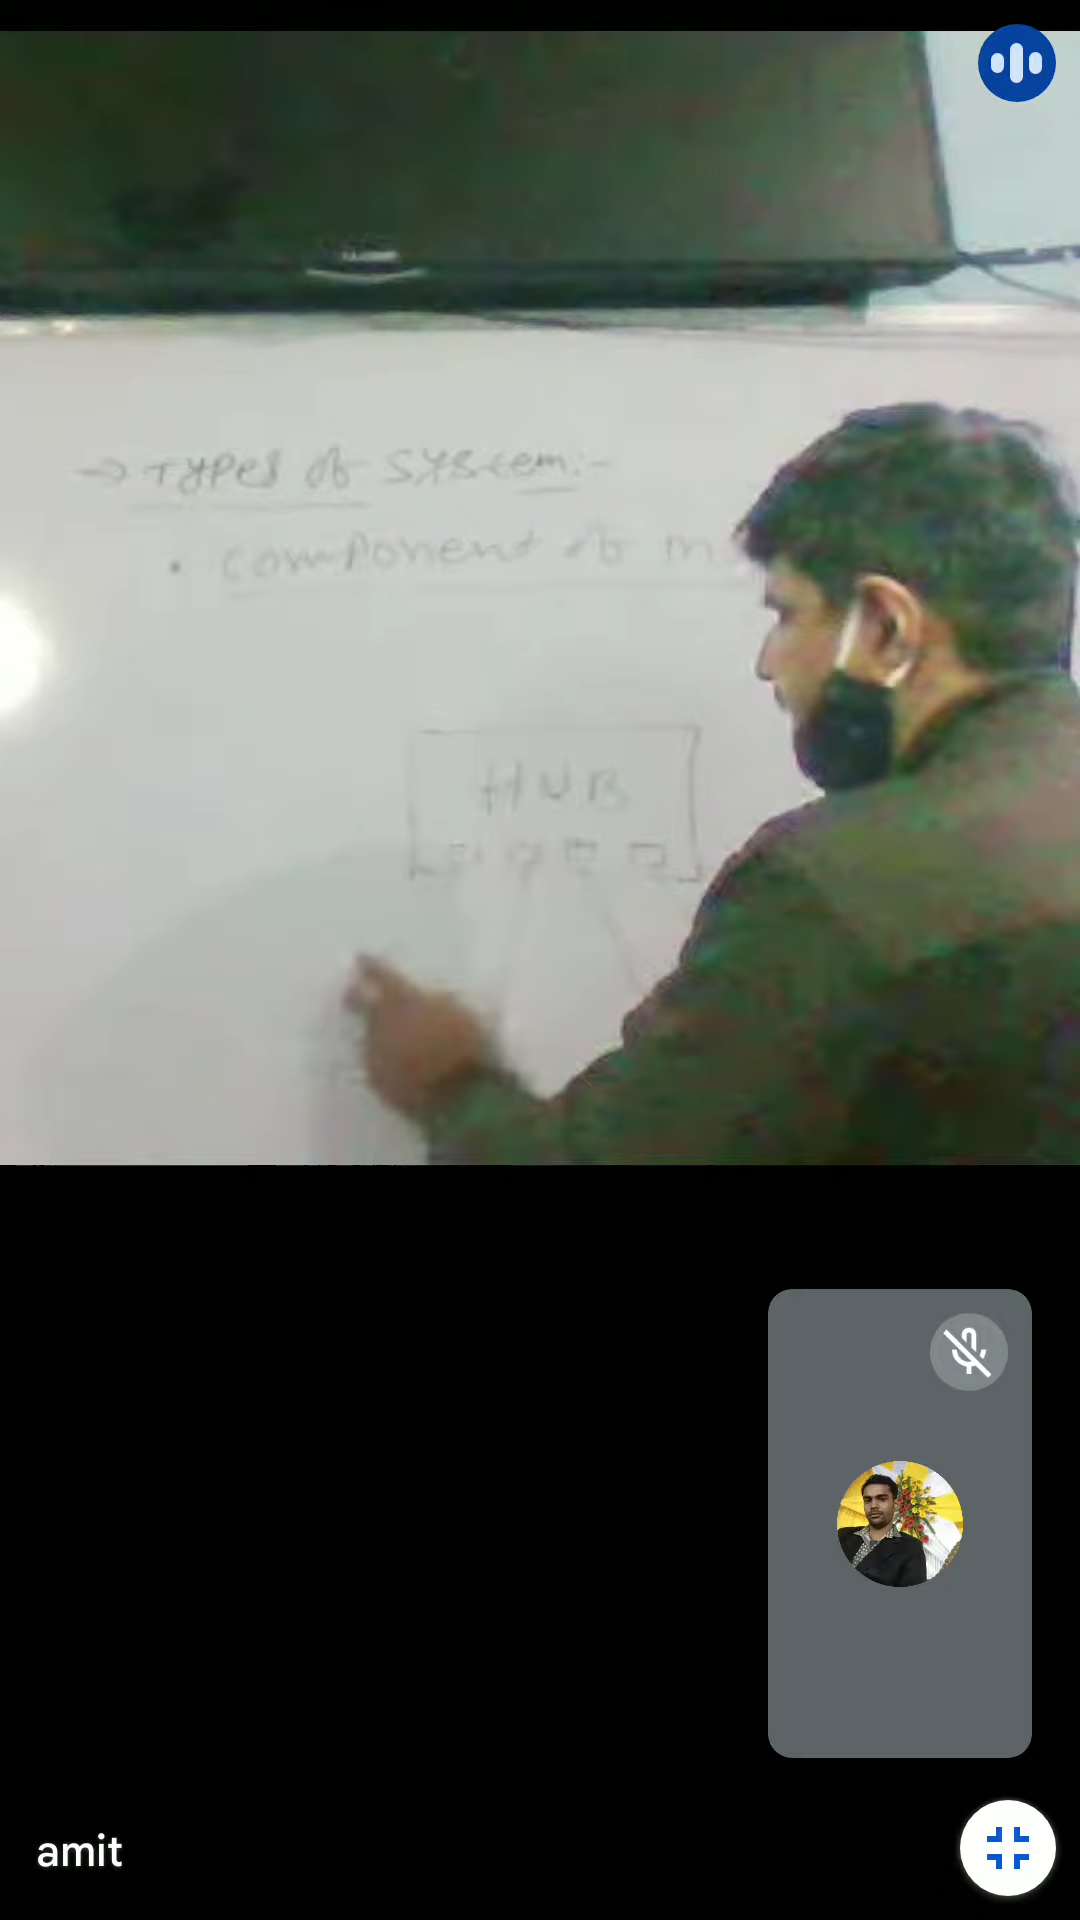 → Types of system:-
• component of
HUB
amit